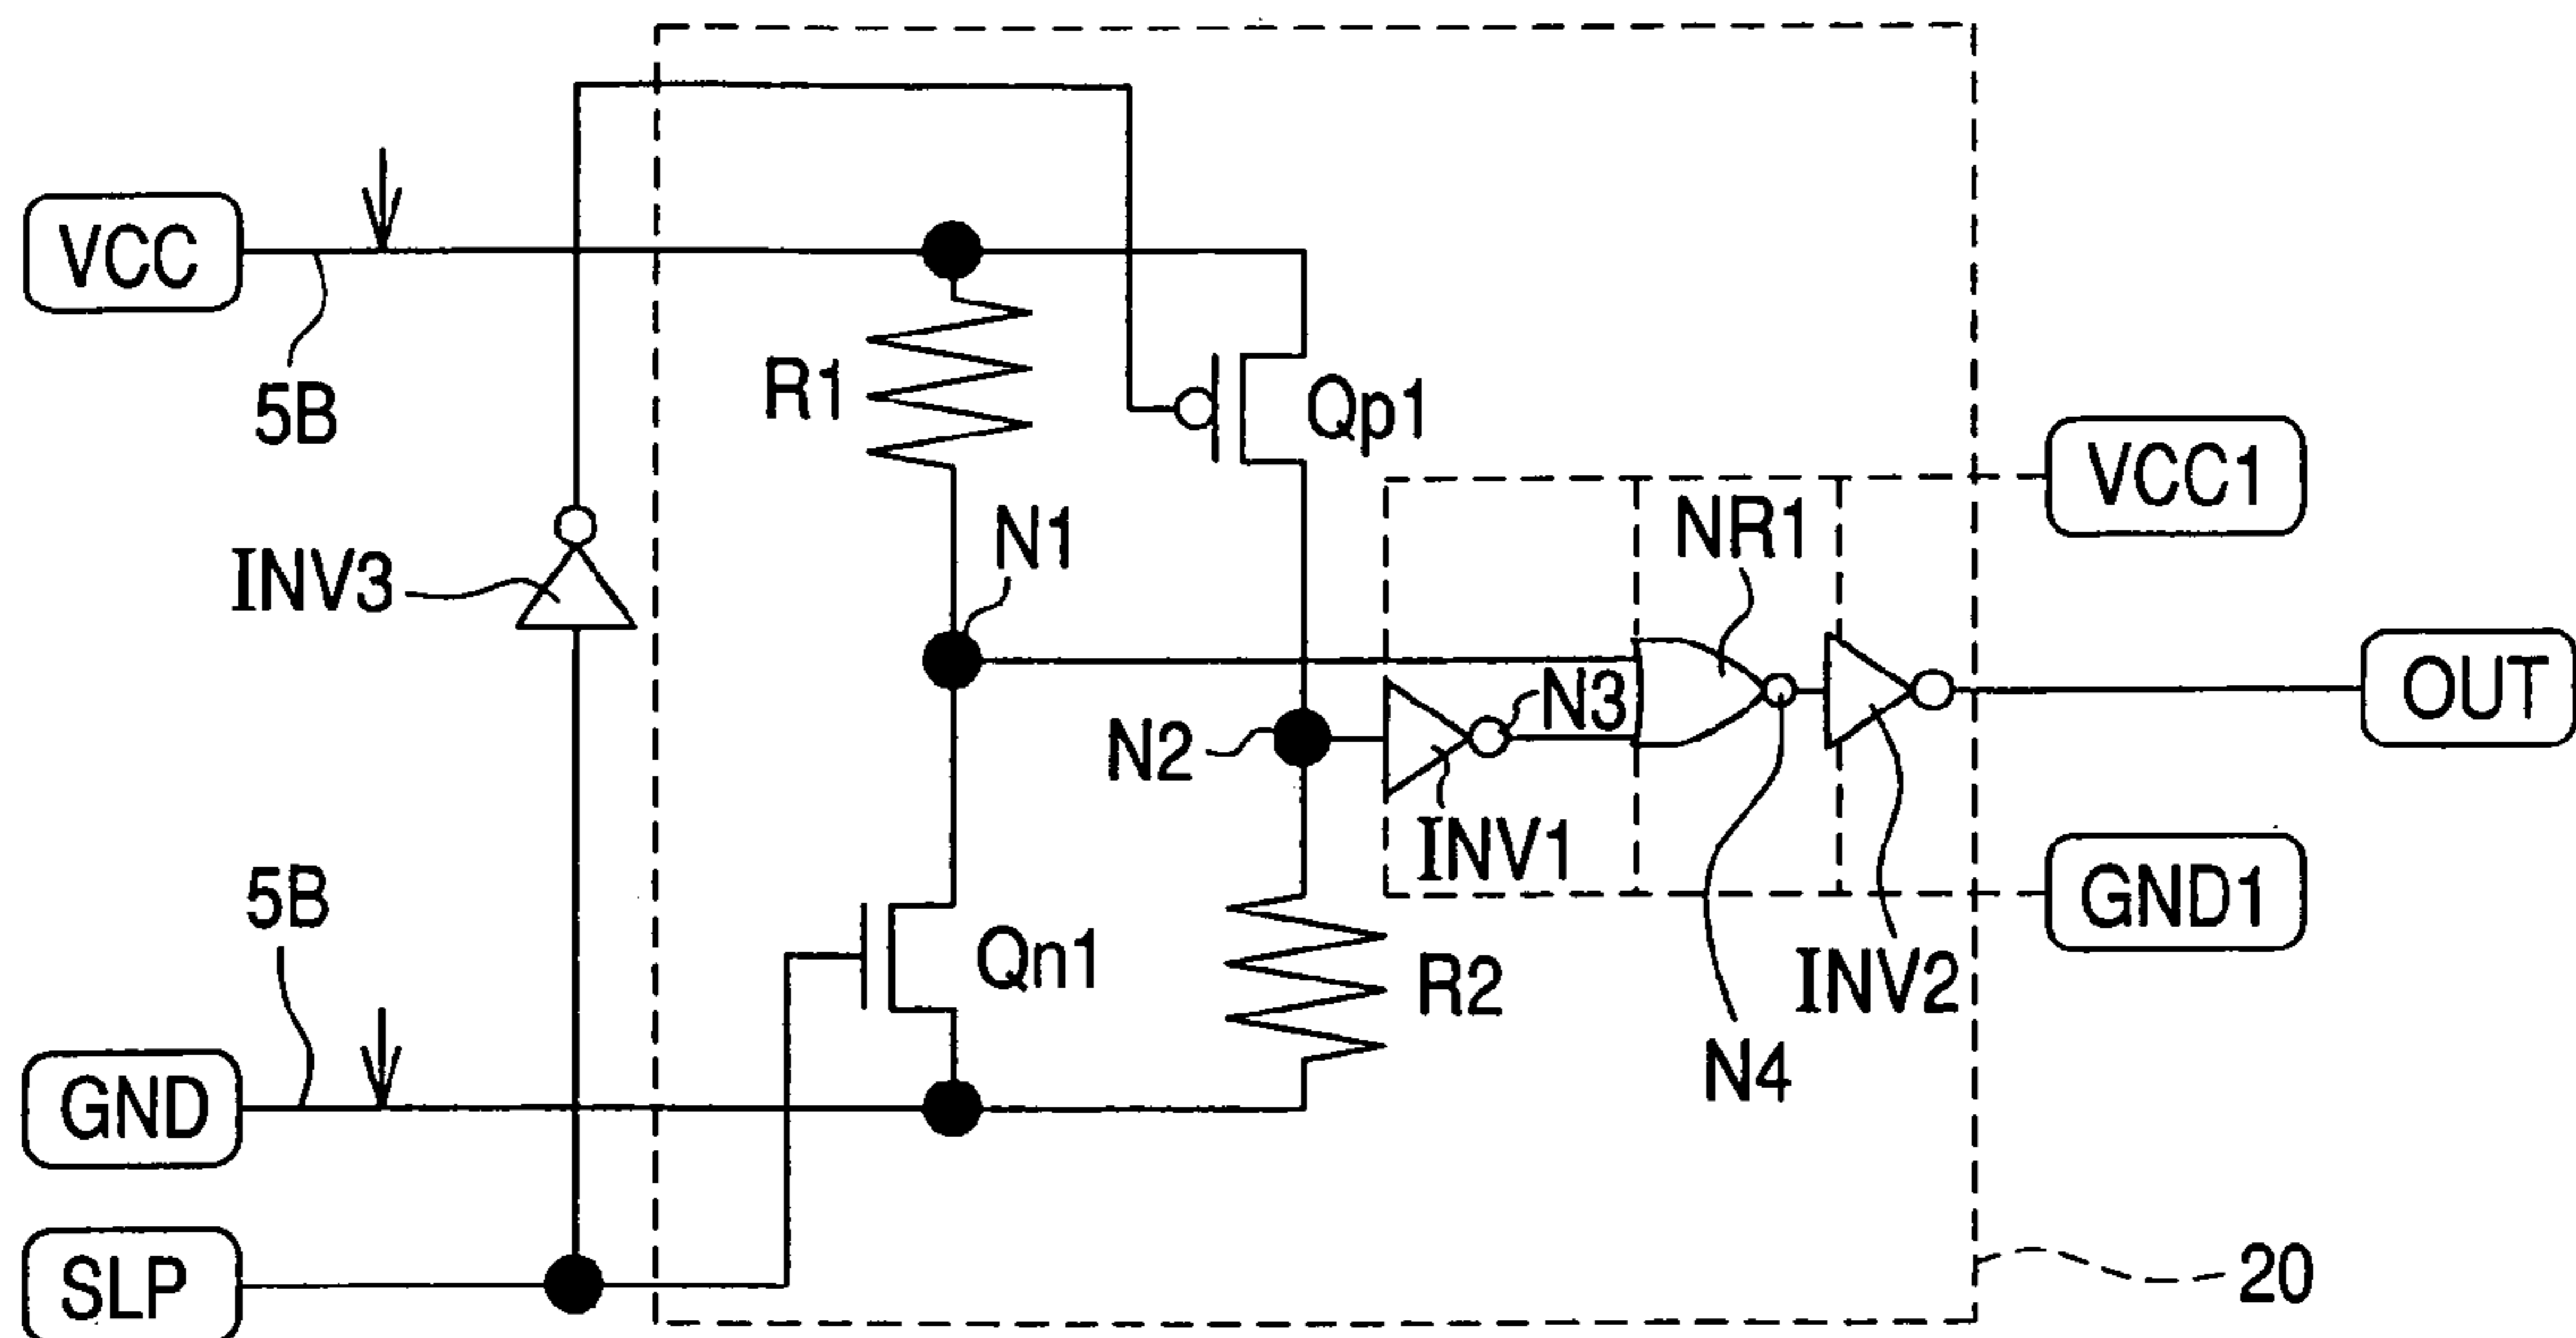 VCC
5B
R1
Qp1
VCC1
N1
NR1
INV3
N3
OUT
N2
INV1
5B
GND1
Qn1
R2
INV2
N4
GND
SLP
20